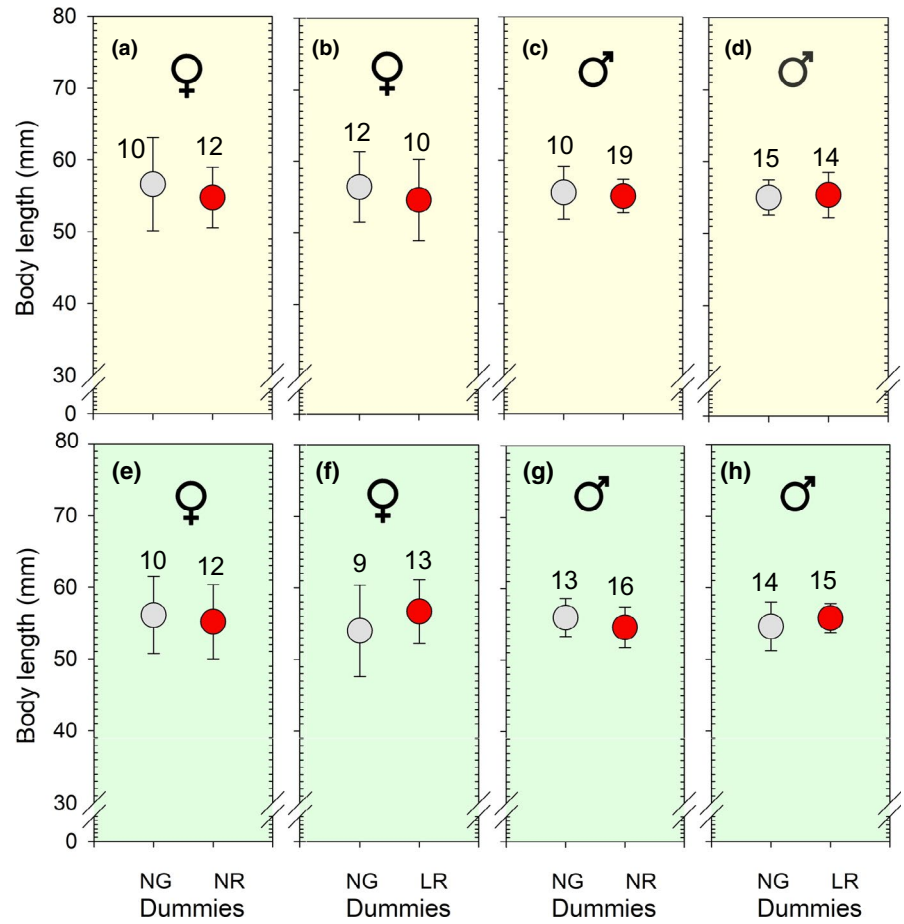 Body length (mm)
80
70
60
50
40
30
0
(a) ♀
10 12
(b) ♀
12 10
(c) ♂
10 19
(d) ♂
15 14
Body length (mm)
80
70
60
50
40
30
0
(e) ♀
10 12
(f) ♀
9 13
(g) ♂
13 16
(h) ♂
14 15
NG NR NG LR NG NR NG LR
Dummies Dummies Dummies Dummies